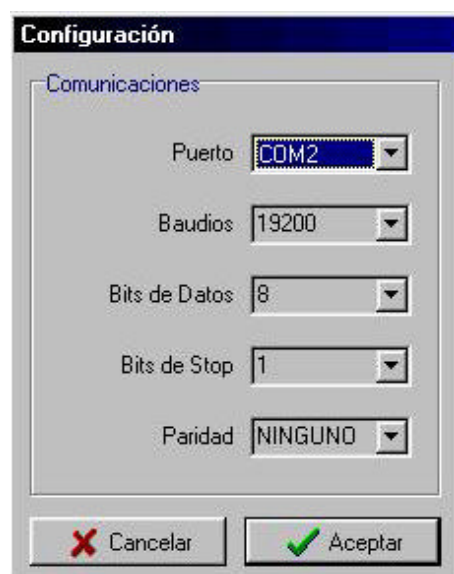 Configuración
Comunicaciones
Puerto COM2
Baudios 19200
Bits de Datos 8
Bits de Stop 1
Paridad NINGUNO
Cancelar Aceptar